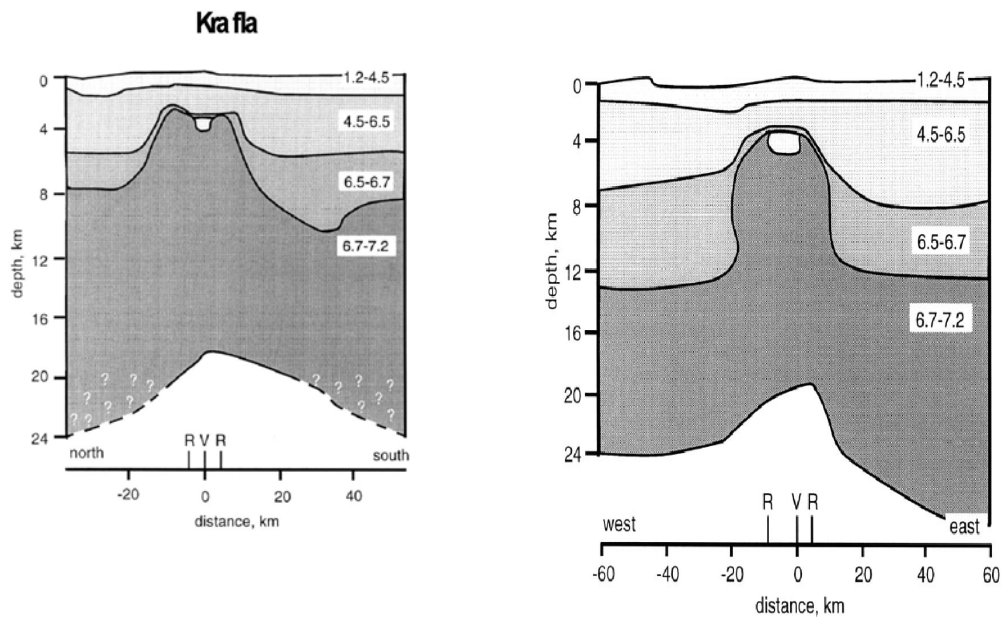 Krafla
depth, km
0
4
8
12
16
20
24
1.2-4.5
4.5-6.5
6.5-6.7
6.7-7.2
? ? ? ? ? ? ? ?
? ? ? ? ? ? ?
R V R
north
south
-20 0 20 40
distance, km
depth, km
0
4
8
12
16
20
24
1.2-4.5
4.5-6.5
6.5-6.7
6.7-7.2
R V R
west
east
-60 -40 -20 0 20 40 60
distance, km